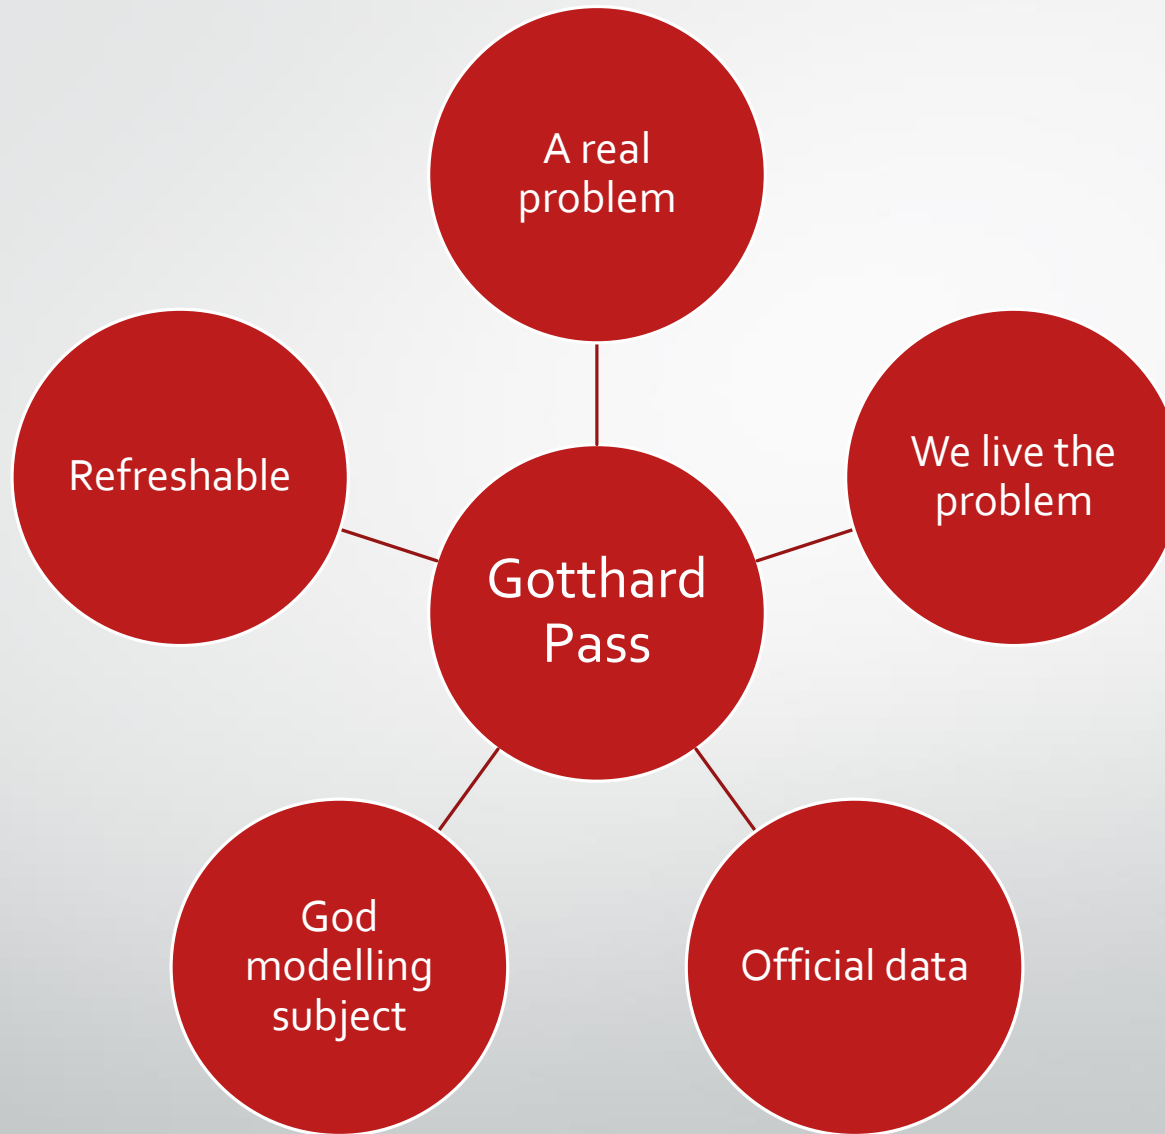 A real
problem
We live the
problem
Refreshable
Gotthard
Pass
God
modelling
subject
Official data